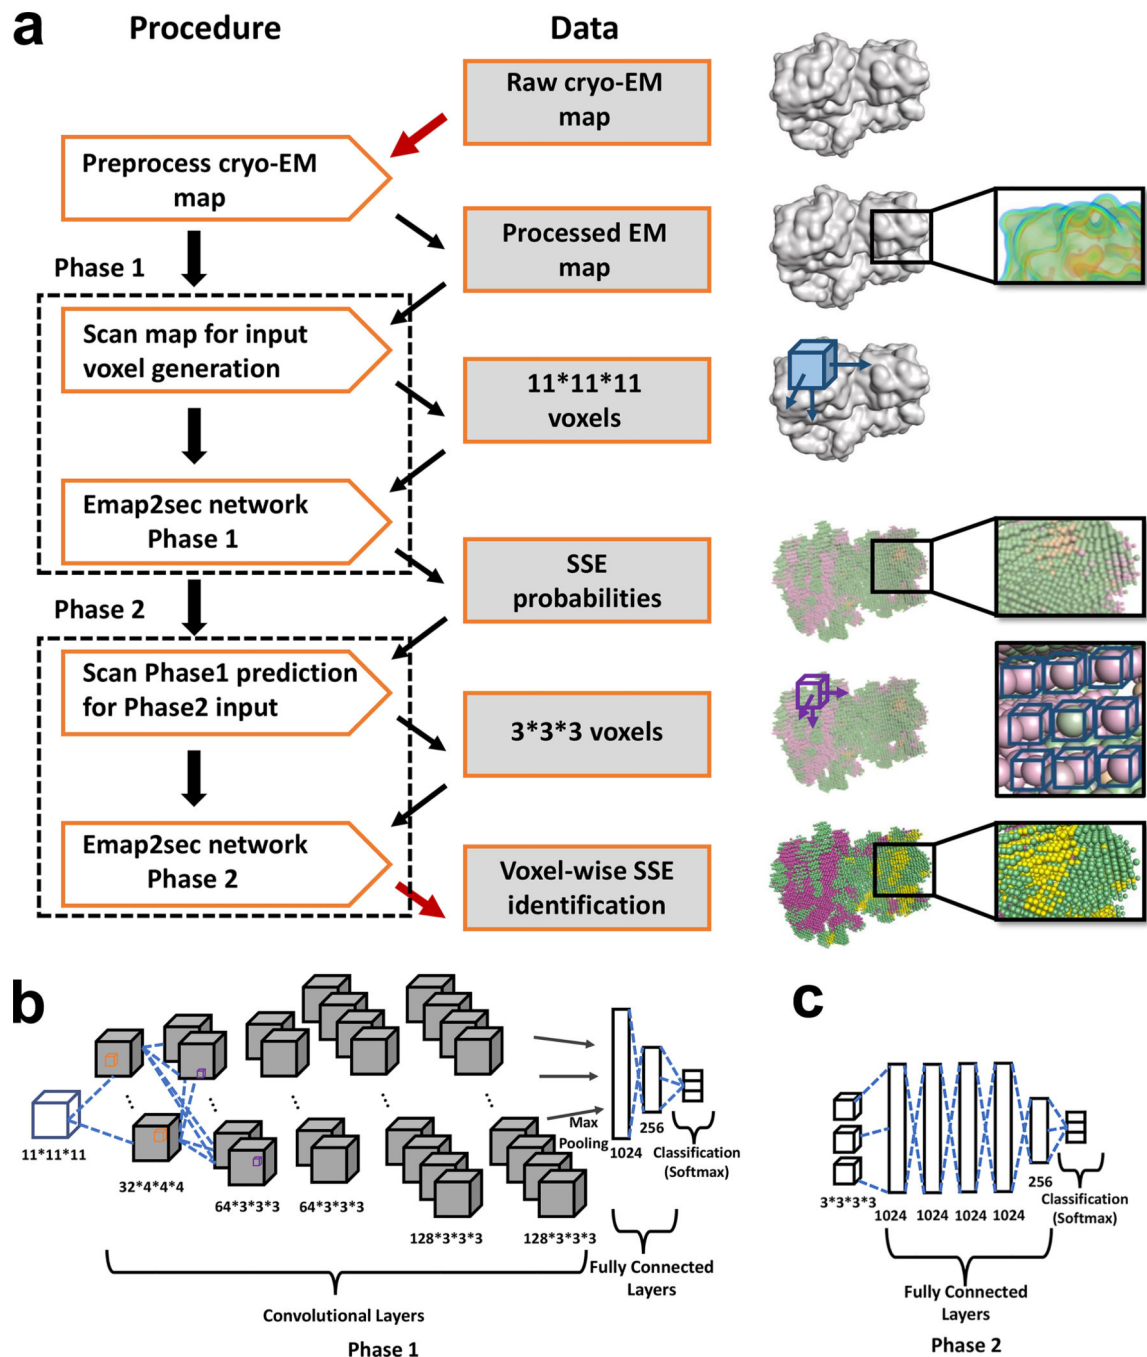 a
Procedure
Data
Raw cryo-EM
map
Preprocess cryo-EM
map
Processed EM
map
Phase 1
Scan map for input
voxel generation
11*11*11
voxels
Emap2sec network
Phase 1
SSE
probabilities
Phase 2
Scan Phase1 prediction
for Phase2 input
3*3*3 voxels
Emap2sec network
Phase 2
Voxel-wise SSE
identification
b
11*11*11
32*4*4*4
64*3*3*3
64*3*3*3
128*3*3*3
128*3*3*3
Max
Pooling
1024
256
Classification
(Softmax)
Fully Connected
Layers
Convolutional Layers
Phase 1
c
3*3*3*3
1024
1024
1024
1024
256
Classification
(Softmax)
Fully Connected
Layers
Phase 2